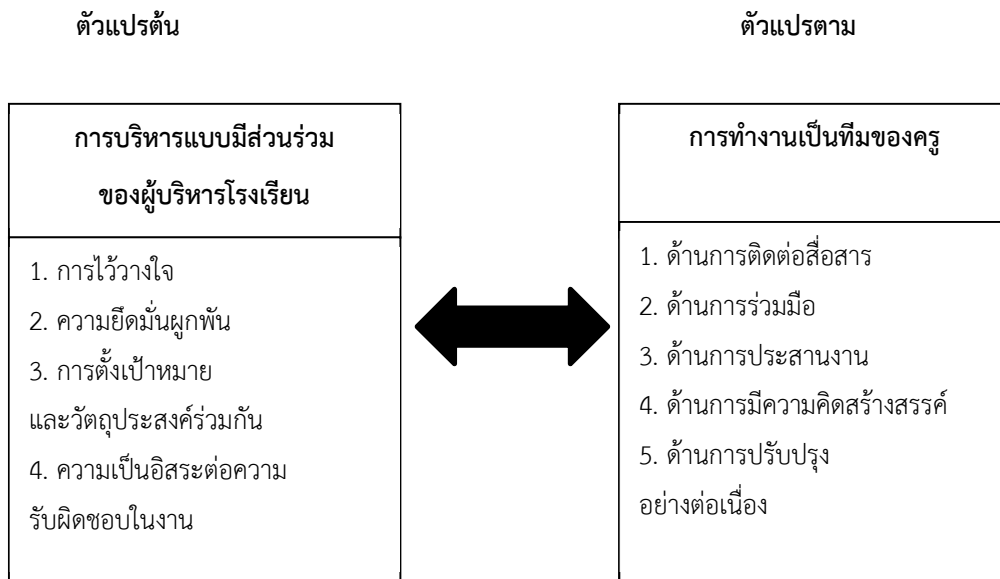 ตัวแปรต้น
ตัวแปรตาม
การบริหารแบบมีส่วนร่วม
ของผู้บริหารโรงเรียน
1. การไว้วางใจ
2. ความยึดมั่นผูกพัน
3. การตั้งเป้าหมาย
และวัตถุประสงค์ร่วมกัน
4. ความเป็นอิสระต่อความ
รับผิดชอบในงาน
การทำงานเป็นทีมของครู
1. ด้านการติดต่อสื่อสาร
2. ด้านการร่วมมือ
3. ด้านการประสานงาน
4. ด้านการมีความคิดสร้างสรรค์
5. ด้านการปรับปรุง
อย่างต่อเนื่อง